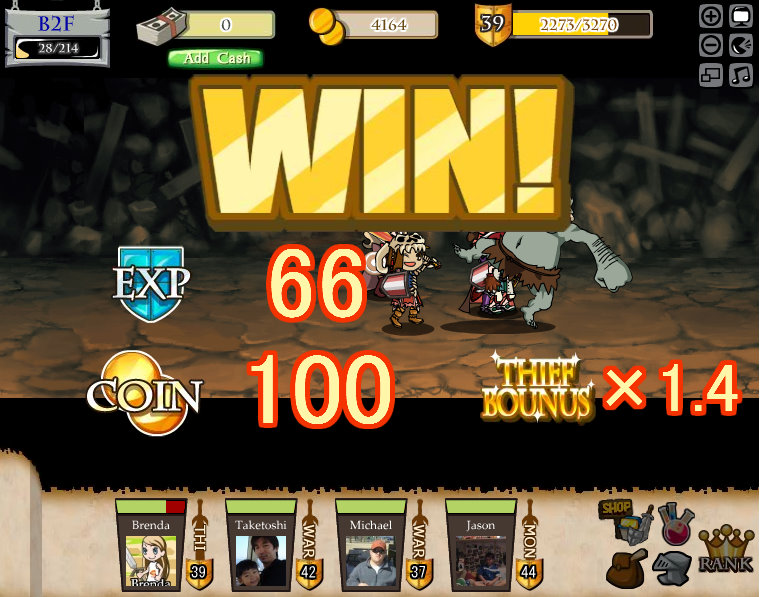 B2F
28/214
0
4164
39
2273/3270
Add Cash
WIN!
EXP
66
COIN
100
THIEF
BOUNUS
×1.4
Brenda
THI
39
Taketoshi
WAR
42
Michael
WAR
37
Jason
MON
44
Brenda
SHOP
RANK